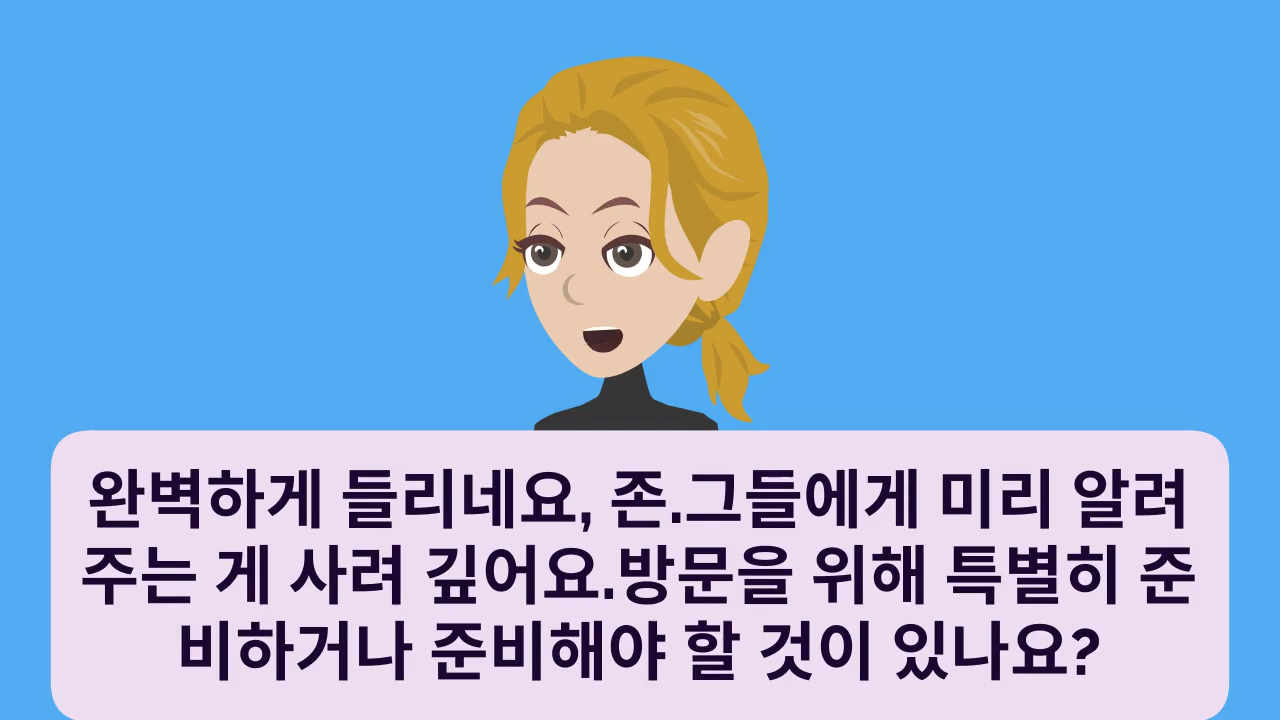 완벽하게 들리네요, 존.그들에게 미리 알려
주는 게 사려 깊어요.방문을 위해 특별히 준
비하거나 준비해야 할 것이 있나요?